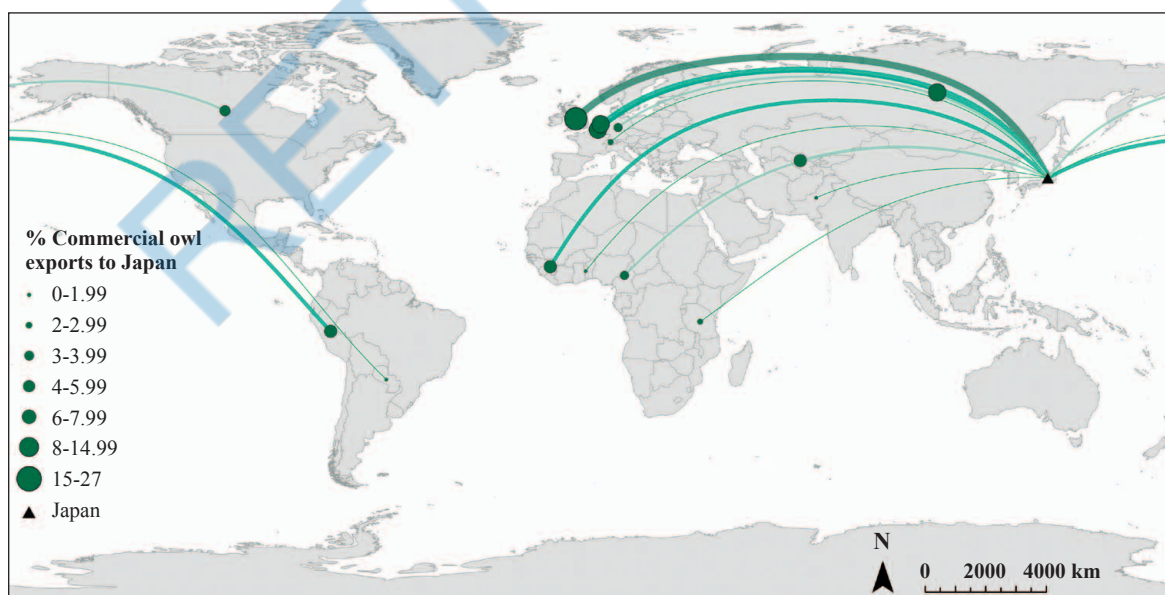 RET
% Commercial owl
exports to Japan
0-1.99
2-2.99
3-3.99
4-5.99
6-7.99
8-14.99
15-27
Japan
N
0 2000 4000 km